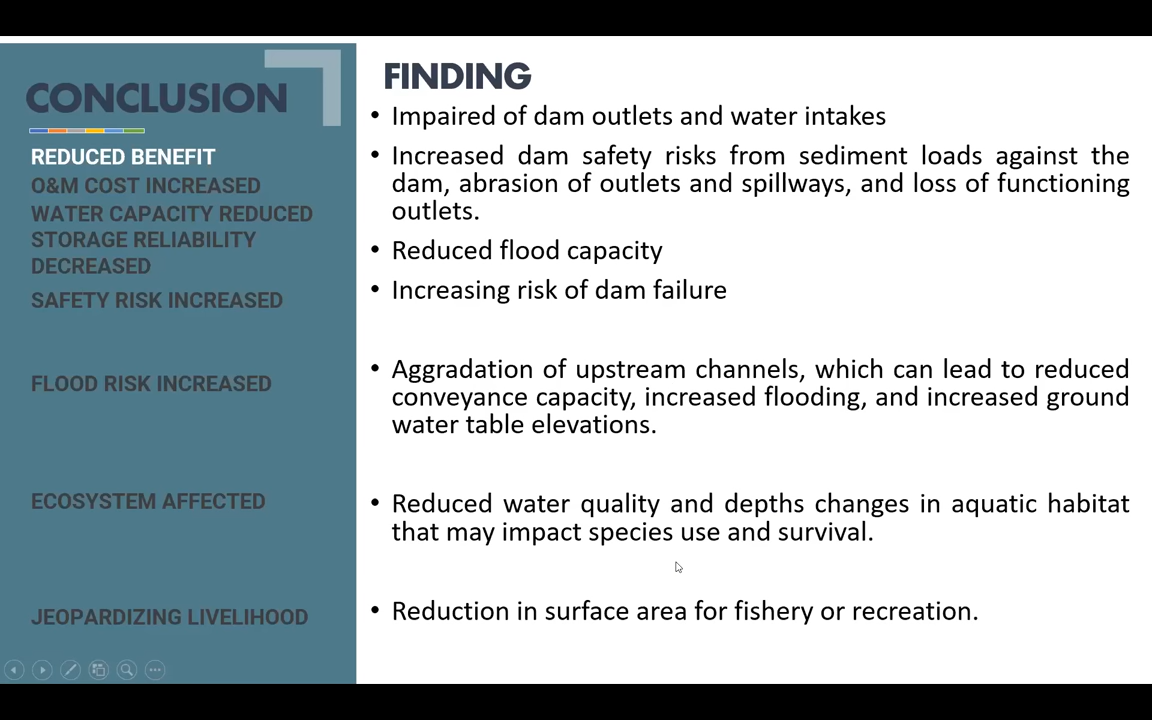 CONCLUSION
REDUCED BENEFIT
O&M COST INCREASED
WATER CAPACITY REDUCED
STORAGE RELIABILITY
DECREASED
SAFETY RISK INCREASED
FLOOD RISK INCREASED
ECOSYSTEM AFFECTED
JEOPARDIZING LIVELIHOOD
FINDING
• Impaired of dam outlets and water intakes
• Increased dam safety risks from sediment loads against the
dam, abrasion of outlets and spillways, and loss of functioning
outlets.
• Reduced flood capacity
• Increasing risk of dam failure
• Aggradation of upstream channels, which can lead to reduced
conveyance capacity, increased flooding, and increased ground
water table elevations.
• Reduced water quality and depths changes in aquatic habitat
that may impact species use and survival.
• Reduction in surface area for fishery or recreation.